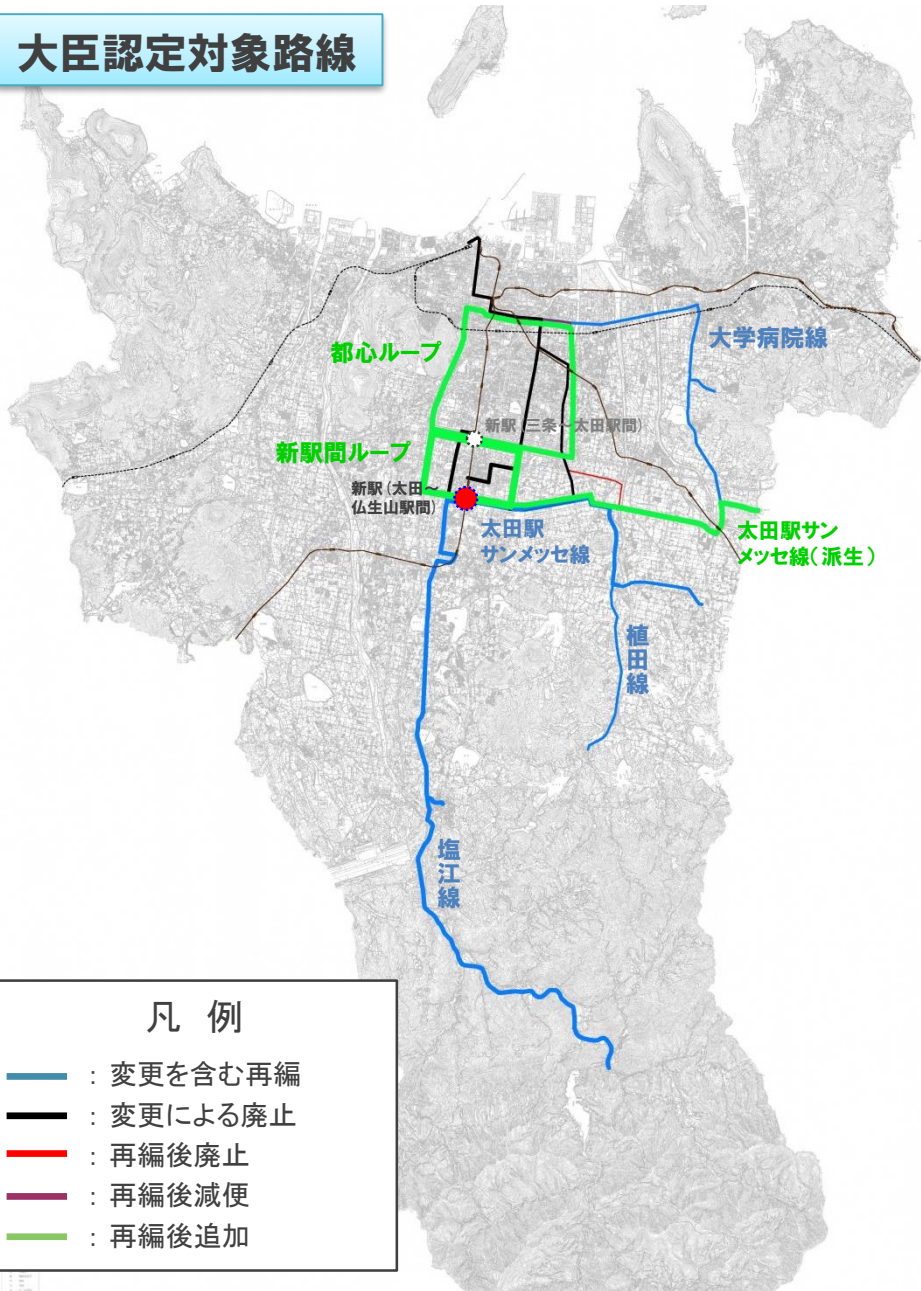 大臣認定対象路線
大学病院線
都心ループ
新駅(三条～太田駅間)
新駅間ループ
新駅(太田～
仏生山駅間)
太田駅
サンメッセ線
太田駅サン
メッセ線(派生)
植田線
塩江線
凡 例
:変更を含む再編
:変更による廃止
:再編後廃止
:再編後減便
:再編後追加